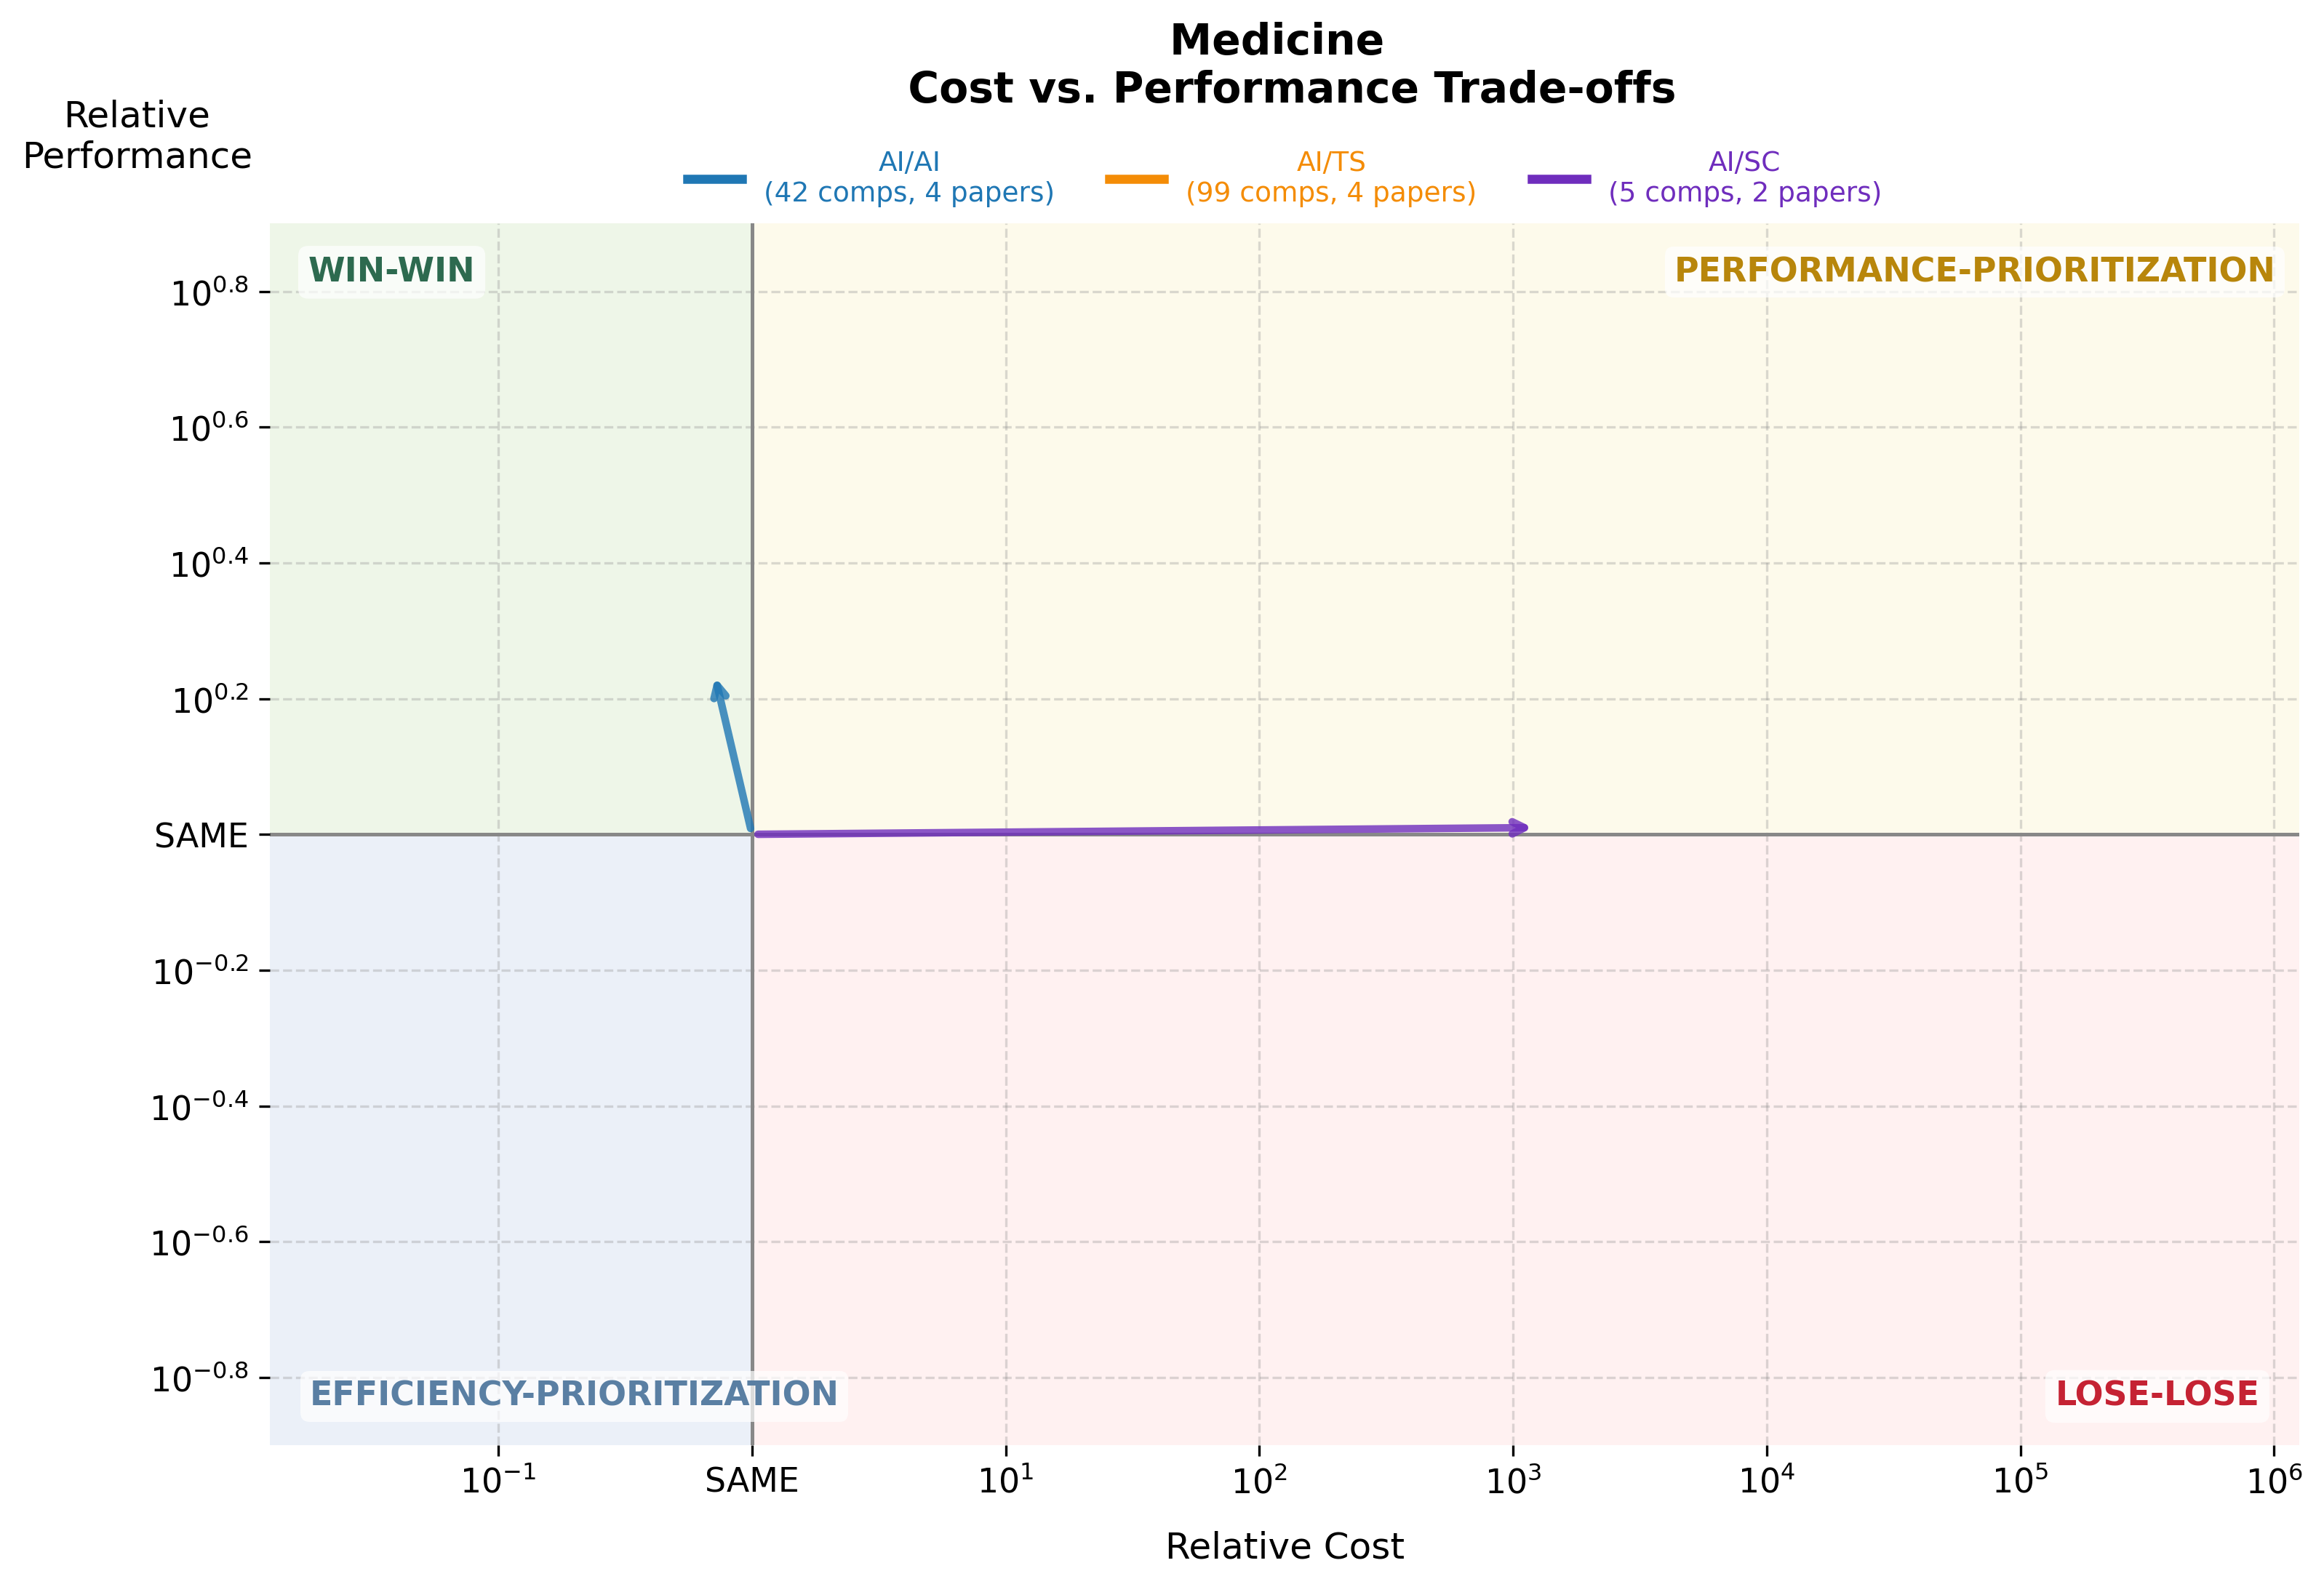 Medicine
Cost vs. Performance Trade-offs
Relative
Performance
AI/AI
(42 comps, 4 papers)
AI/TS
(99 comps, 4 papers)
AI/SC
(5 comps, 2 papers)
WIN-WIN
PERFORMANCE-PRIORITIZATION
10^0.8
10^0.6
10^0.4
10^0.2
SAME
10^−0.2
10^−0.4
10^−0.6
10^−0.8
EFFICIENCY-PRIORITIZATION
LOSE-LOSE
10^−1 SAME 10^1 10^2 10^3 10^4 10^5 10^6
Relative Cost